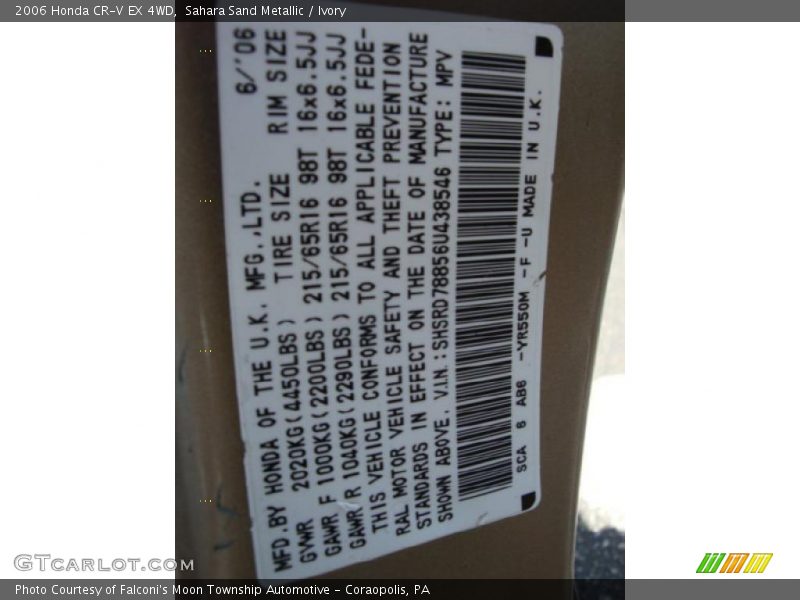 2006 Honda CR-V EX 4WD, Sahara Sand Metallic / Ivory
MFD.BY HONDA OF THE U.K. MFG.,LTD. 6/'06
GVWR 2020KG(4450LBS) TIRE SIZE RIM SIZE
GAWR F 1000KG(2200LBS) 215/65R16 98T 16x6.5JJ
GAWR R 1040KG(2290LBS) 215/65R16 98T 16x6.5JJ
THIS VEHICLE CONFORMS TO ALL APPLICABLE FEDE-
RAL MOTOR VEHICLE SAFETY AND THEFT PREVENTION
STANDARDS IN EFFECT ON THE DATE OF MANUFACTURE
SHOWN ABOVE. V.I.N.:SHSRD78856U438546 TYPE: MPV
SCA 6 AB6 -YR550M -F -U MADE IN U.K.
GTCARLOT.COM
Photo Courtesy of Falconi's Moon Township Automotive - Coraopolis, PA